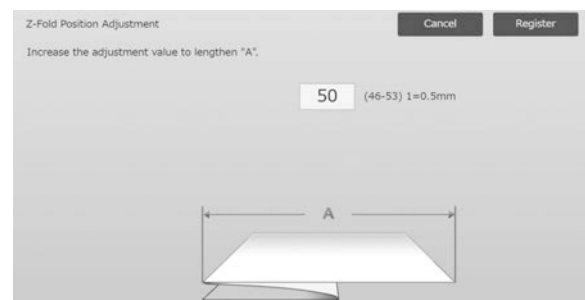 Z-Fold Position Adjustment
Cancel
Register
Increase the adjustment value to lengthen "A".
50 (46-53) 1=0.5mm
A